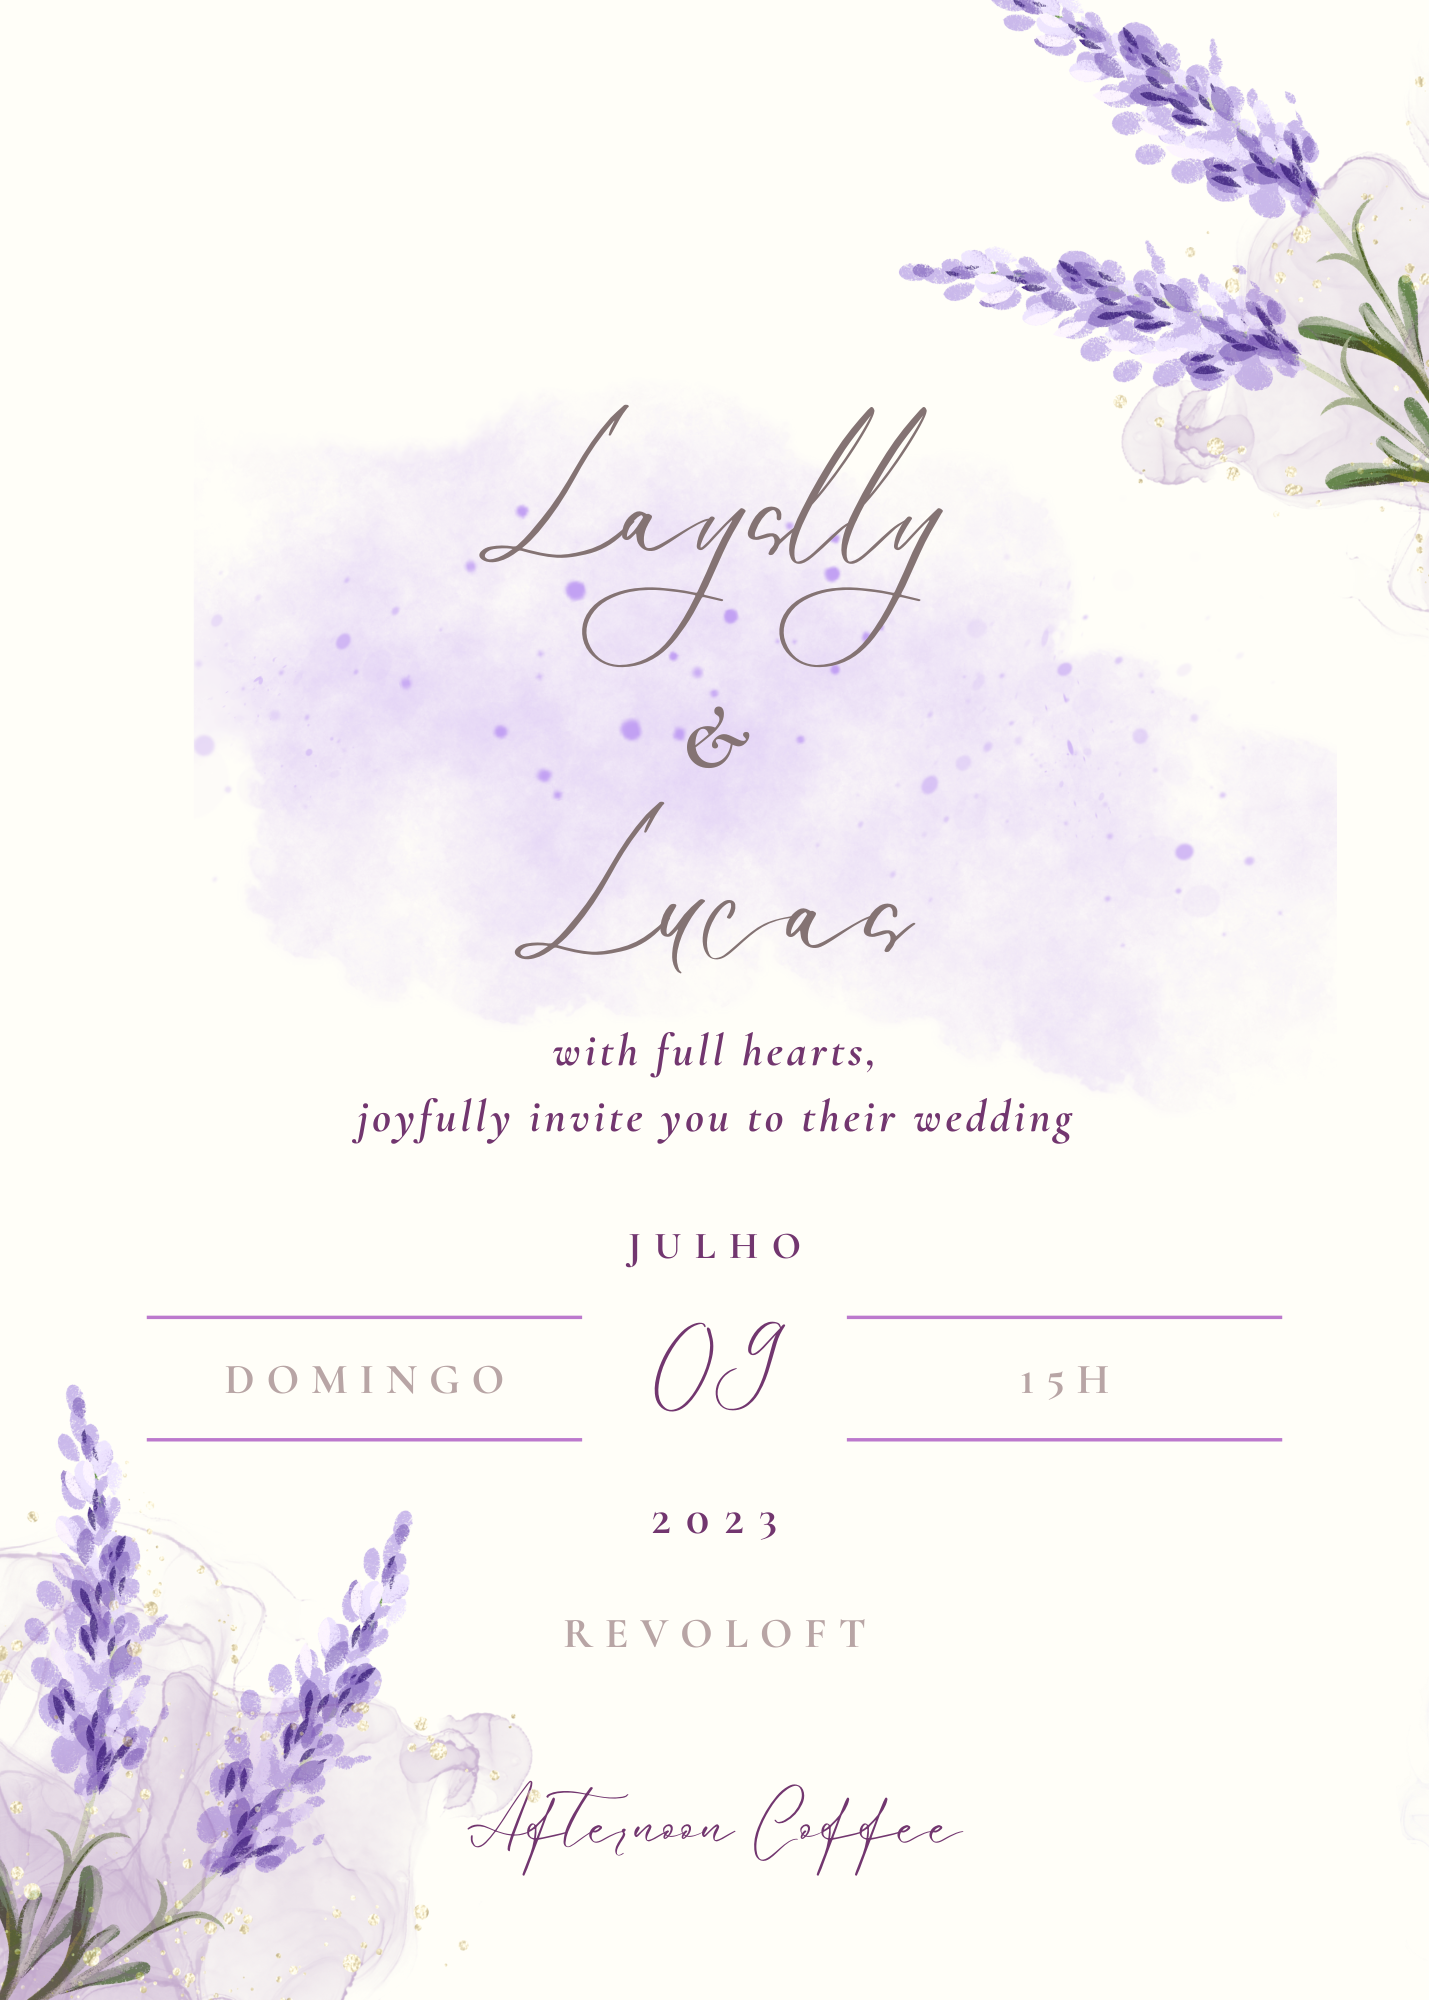 Layslly
&
Lucas
with full hearts,
joyfully invite you to their wedding
JULHO
DOMINGO 09 15H
2023
REVOLOFT
Afternoon Coffee